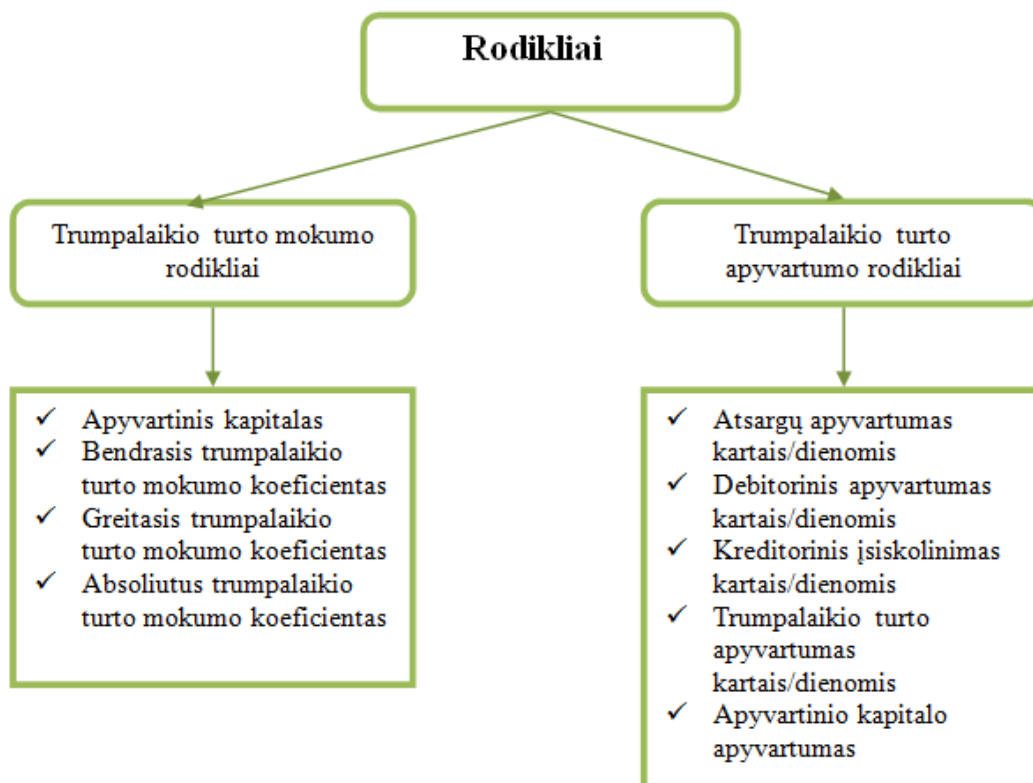 Rodikliai
Trumpalaikio turto mokumo
rodikliai
Trumpalaikio turto
apyvartumo rodikliai
✓ Apyvartinis kapitalas
✓ Bendrasis trumpalaikio
turto mokumo koeficientas
✓ Greitasis trumpalaikio
turto mokumo koeficientas
✓ Absoliutus trumpalaikio
turto mokumo koeficientas
✓ Atsargų apyvartumas
kartais/dienomis
✓ Debitorinis apyvartumas
kartais/dienomis
✓ Kreditorinis įsiskolinimas
kartais/dienomis
✓ Trumpalaikio turto
apyvartumas
kartais/dienomis
✓ Apyvartinio kapitalo
apyvartumas